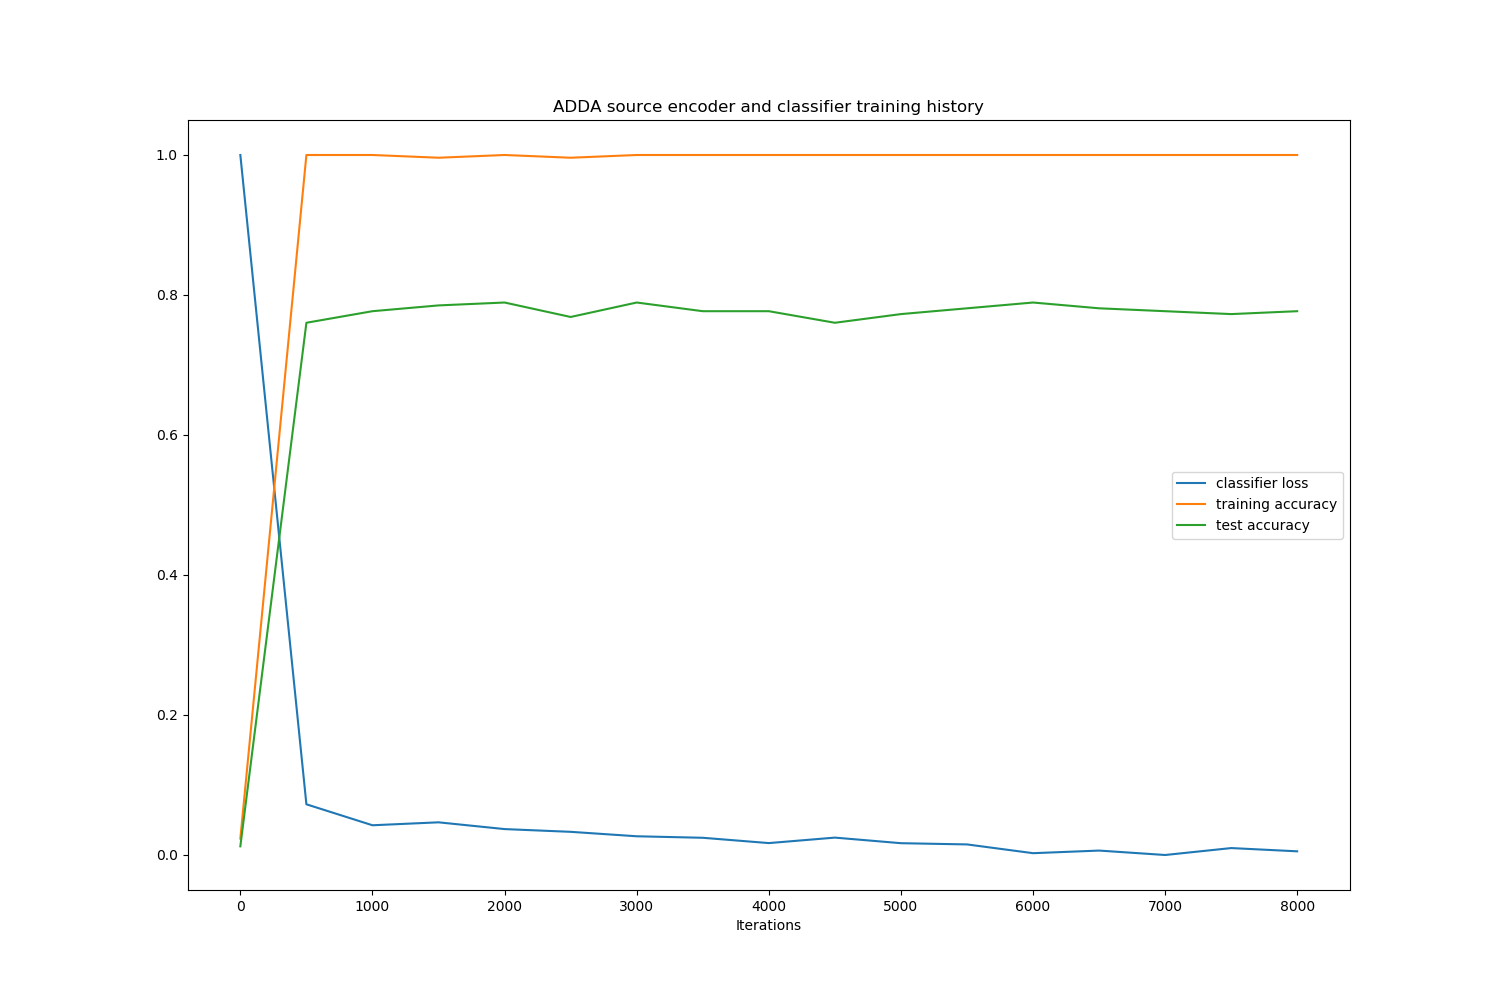 ADDA source encoder and classifier training history
1.0
0.8
0.6
0.4
0.2
0.0
classifier loss
training accuracy
test accuracy
0 1000 2000 3000 4000 5000 6000 7000 8000
Iterations